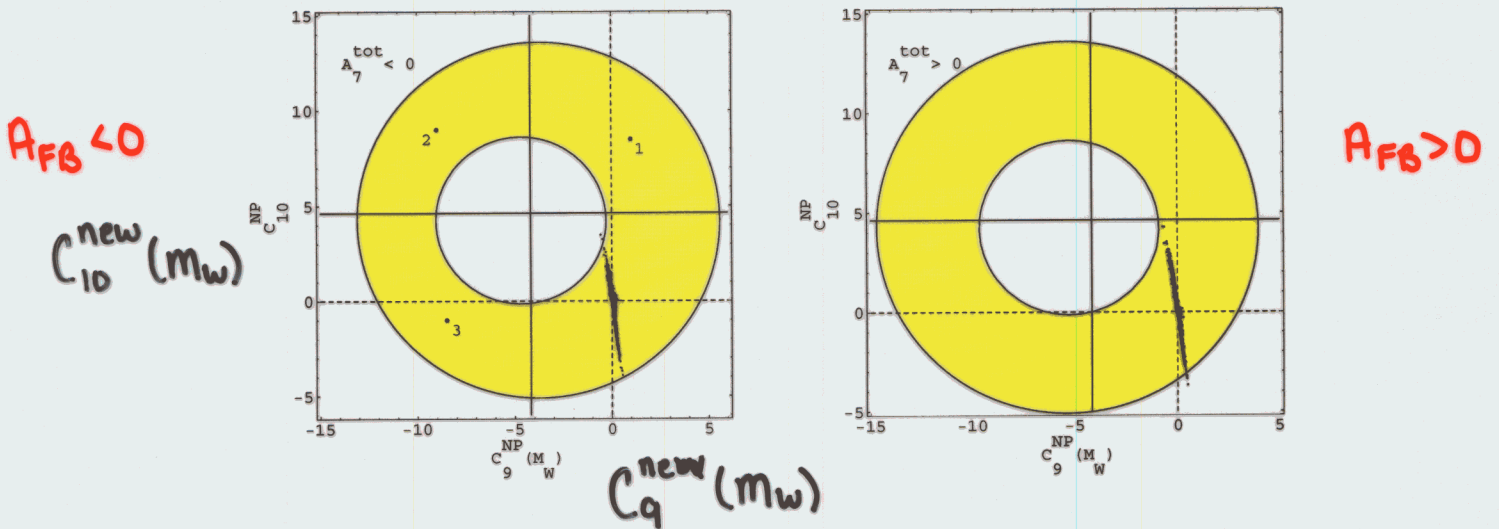 A_FB < 0
C_10^new (m_W)
15
10
5
0
-5
-15
-10
-5
0
5
A_7^tot < 0
2
1
3
C_10^NP
C_9^NP (M_W)
C_9^new (m_W)
15
10
5
0
-5
-15
-10
-5
0
5
A_7^tot > 0
C_10^NP
C_9^NP (M_W)
A_FB > 0